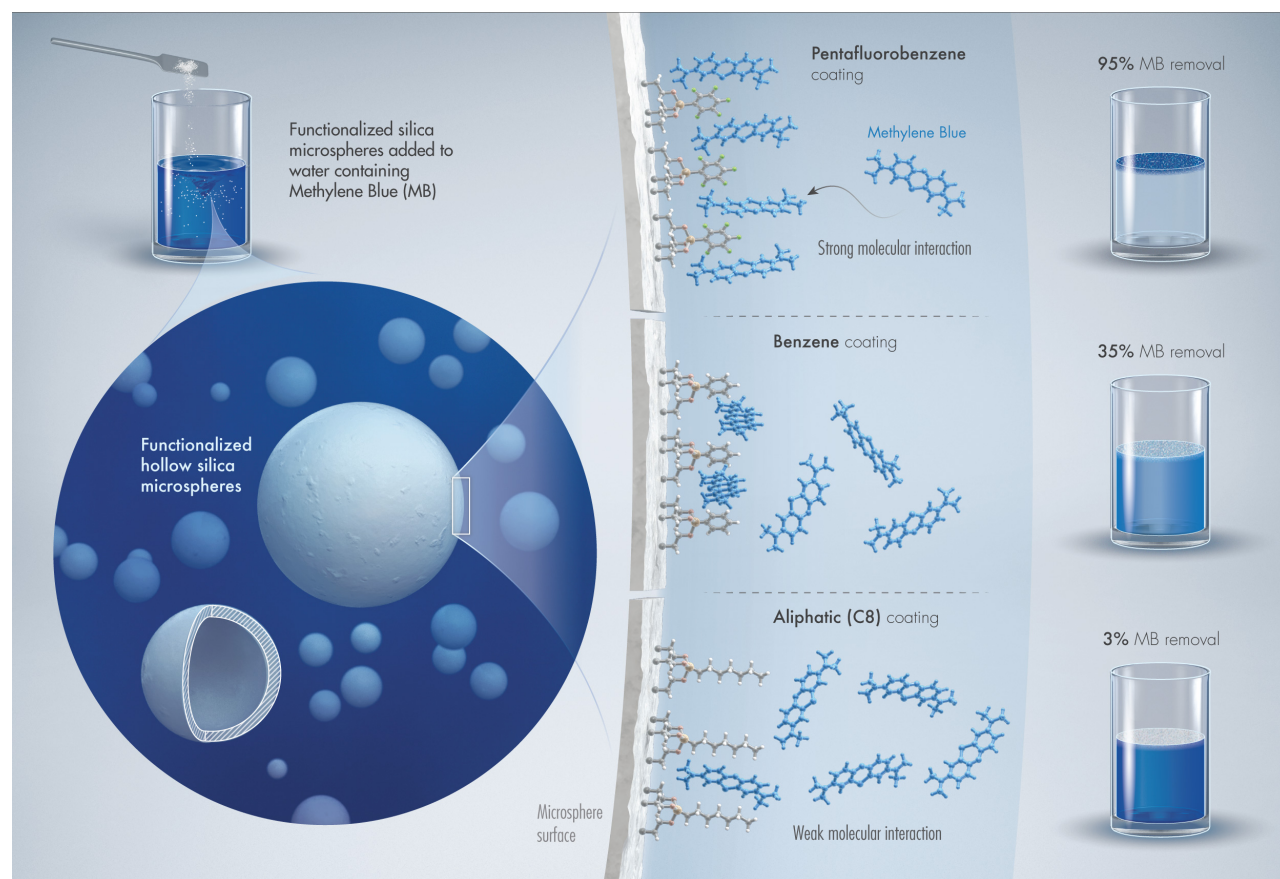 Functionalized silica
microspheres added to
water containing
Methylene Blue (MB)
Functionalized
hollow silica
microspheres
Microsphere
surface
Pentafluorobenzene
coating
Methylene Blue
Strong molecular interaction
95% MB removal
Benzene coating
35% MB removal
Aliphatic (C8) coating
Weak molecular interaction
3% MB removal